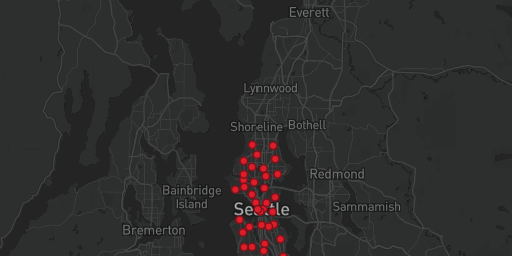 Everett
Lynnwood
Shoreline
Bothell
Redmond
Bainbridge
Island
Sammamish
Seattle
Bremerton